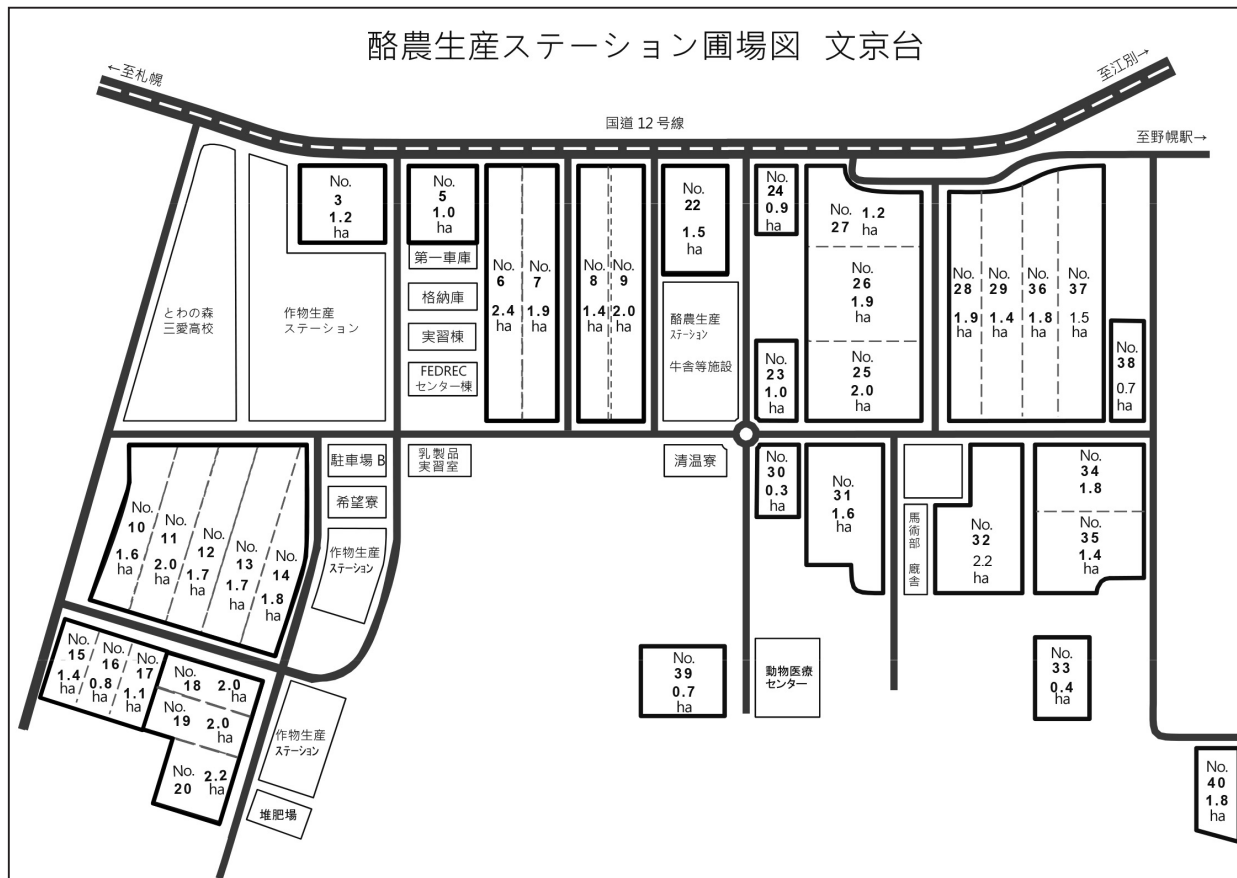 酪農生産ステーション圃場図 文京台
←至札幌
至江別→
国道12号線
至野幌駅→
No.
3
1.2
ha
No.
5
1.0
ha
第一車庫
格納庫
実習棟
FEDREC
センター棟
No.
6
2.4
ha
No.
7
1.9
ha
No.
8
1.4
ha
No.
9
2.0
ha
No.
22
1.5
ha
No.
24
0.9
ha
No.
27
1.2
ha
No.
26
1.9
ha
No.
25
2.0
ha
No.
23
1.0
ha
No.
28
1.9
ha
No.
29
1.4
ha
No.
36
1.8
ha
No.
37
1.5
ha
No.
38
0.7
ha
とわの森
三愛高校
作物生産
ステーション
酪農生産
ステーション
牛舎等施設
駐車場 B
希望寮
作物生産
ステーション
乳製品
実習室
清温寮
No.
30
0.3
ha
No.
31
1.6
ha
馬術部 厩舎
No.
32
2.2
ha
No.
34
1.8
No.
35
1.4
ha
No.
10
1.6
ha
No.
11
2.0
ha
No.
12
1.7
ha
No.
13
1.7
ha
No.
14
1.8
ha
No.
15
1.4
ha
No.
16
0.8
ha
No.
17
1.1
ha
No.
18
2.0
ha
No.
19
2.0
ha
No.
20
2.2
ha
作物生産
ステーション
堆肥場
No.
39
0.7
ha
動物医療
センター
No.
33
0.4
ha
No.
40
1.8
ha